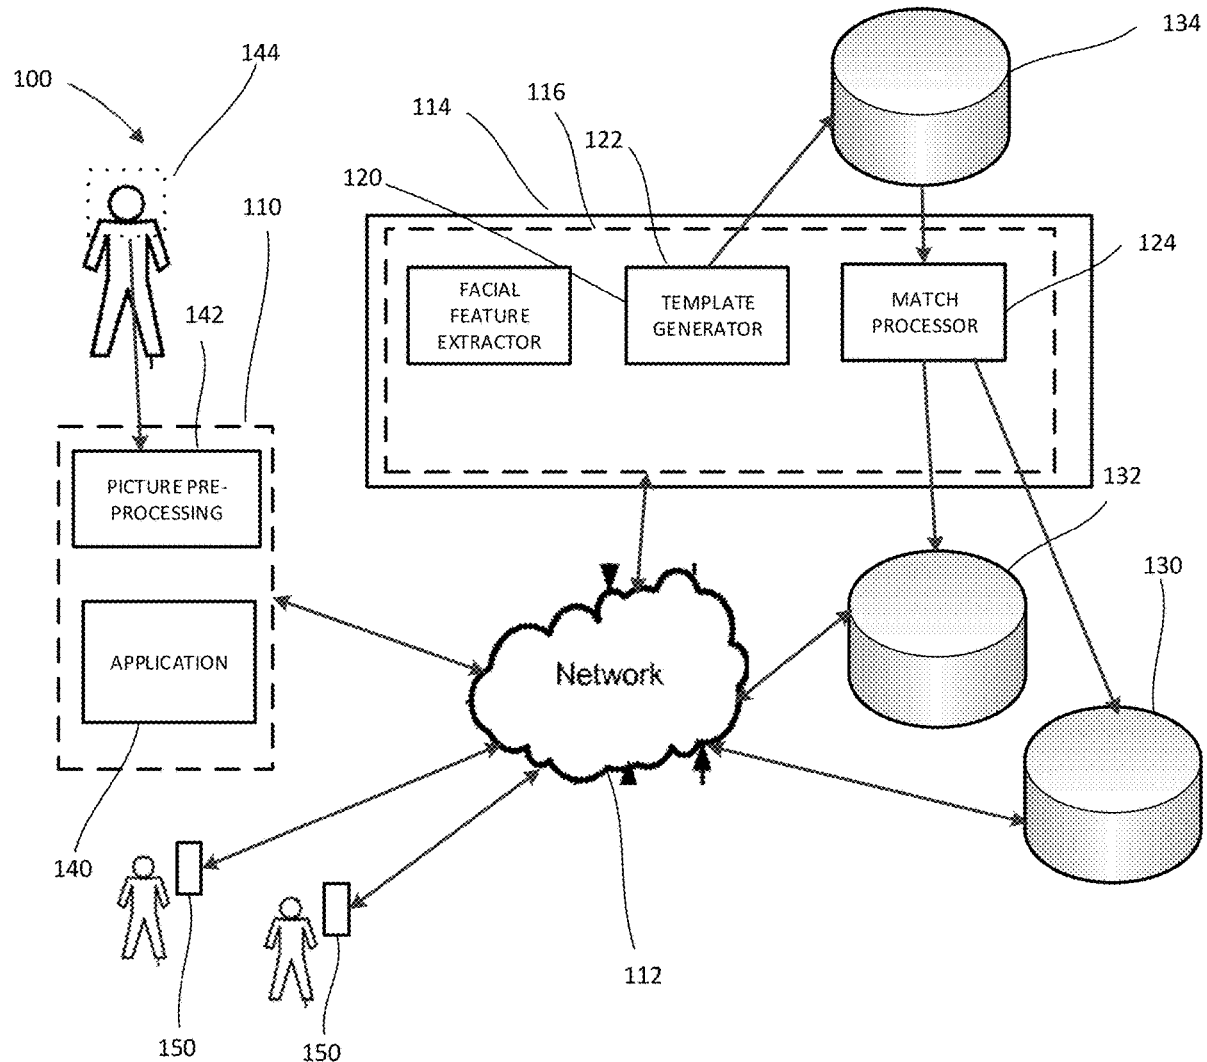 134
144
100
116
114
122
120
110
124
FACIAL
FEATURE
EXTRACTOR
TEMPLATE
GENERATOR
MATCH
PROCESSOR
142
PICTURE PRE-
PROCESSING
132
130
Network
APPLICATION
140
112
150
150